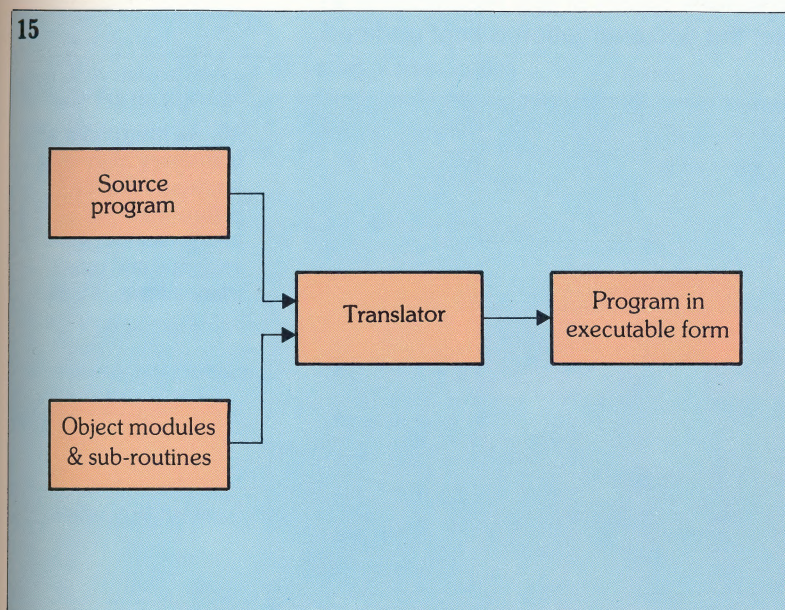 15
Source
program
Translator
Program in
executable form
Object modules
& sub-routines